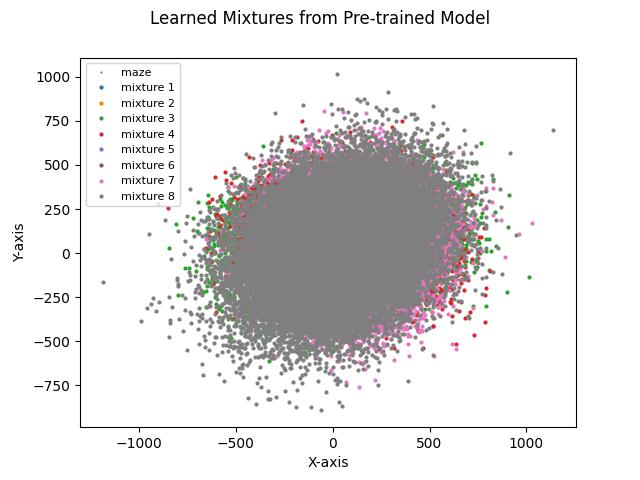 Learned Mixtures from Pre-trained Model
maze
mixture 1
mixture 2
mixture 3
mixture 4
mixture 5
mixture 6
mixture 7
mixture 8
1000
750
500
250
0
−250
−500
−750
Y-axis
−1000
−500
0
500
1000
X-axis